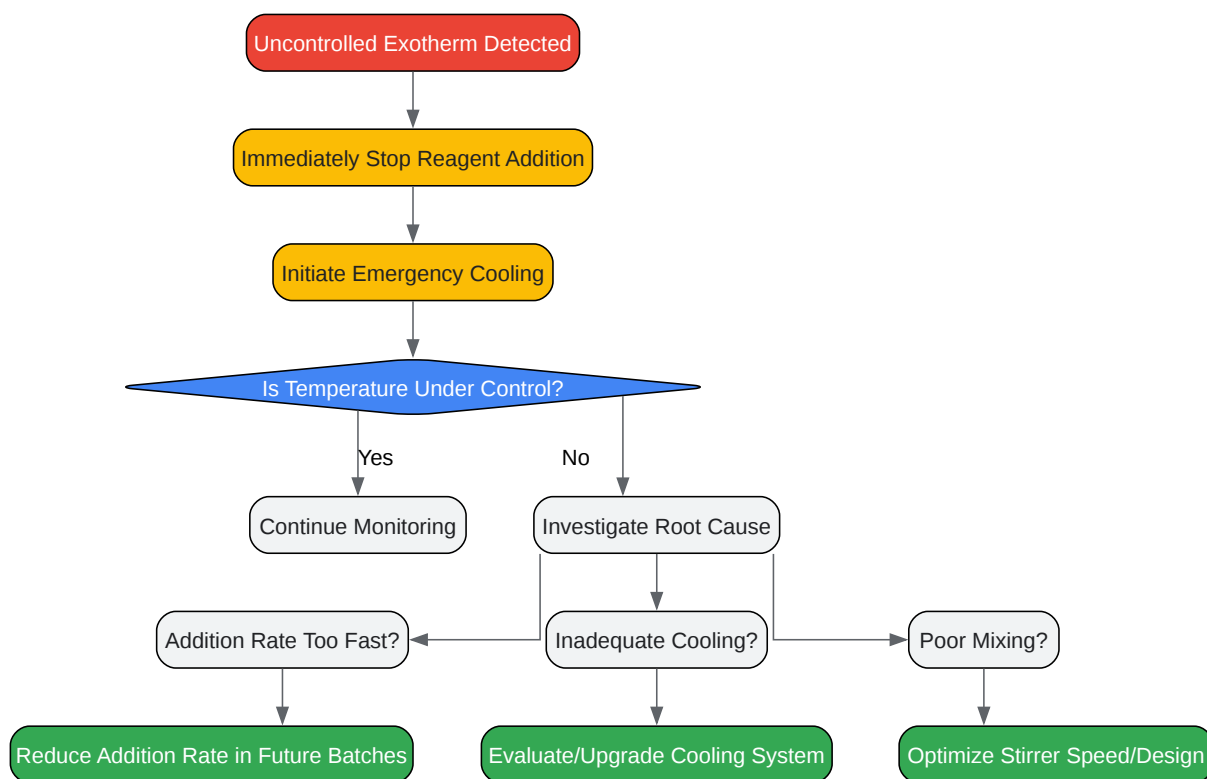 Uncontrolled Exotherm Detected
Immediately Stop Reagent Addition
Initiate Emergency Cooling
Is Temperature Under Control?
Yes
No
Continue Monitoring
Investigate Root Cause
Addition Rate Too Fast?
Inadequate Cooling?
Poor Mixing?
Reduce Addition Rate in Future Batches
Evaluate/Upgrade Cooling System
Optimize Stirrer Speed/Design